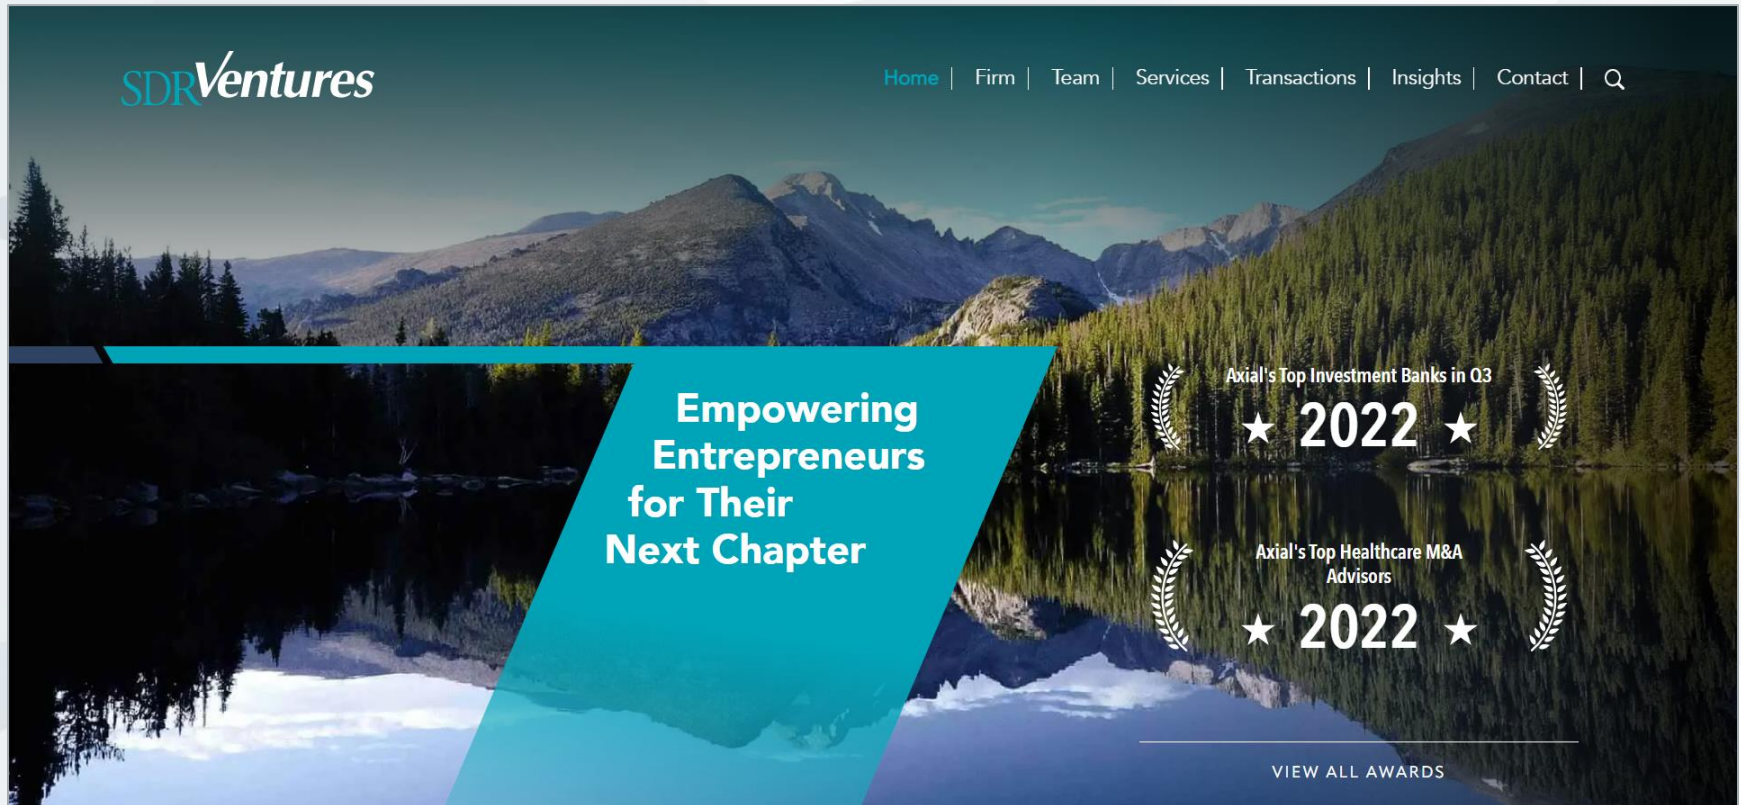 SDRVentures
Home | Firm | Team | Services | Transactions | Insights | Contact |
Empowering
Entrepreneurs
for Their
Next Chapter
Axial's Top Investment Banks in Q3
★ 2022 ★
Axial's Top Healthcare M&A
Advisors
★ 2022 ★
VIEW ALL AWARDS